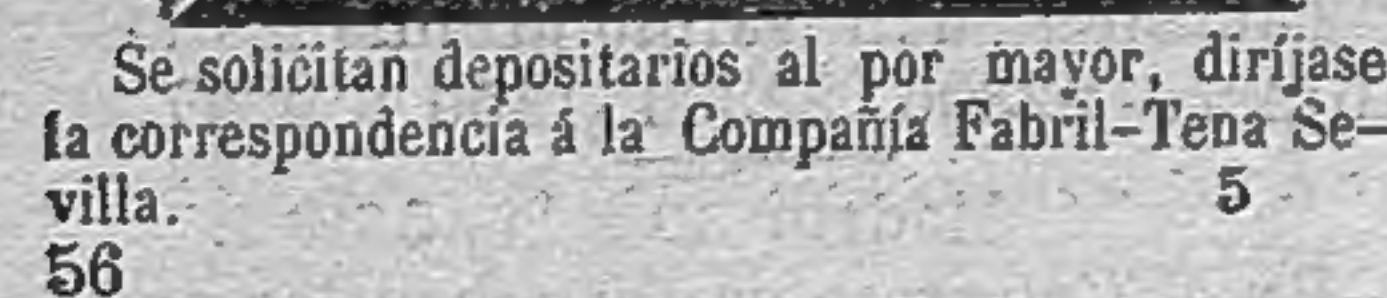 Se solicitan depositarios al por mayor, diríjase
la correspondencia á la Compañía Fabril-Tena Se-
villa. 5
56